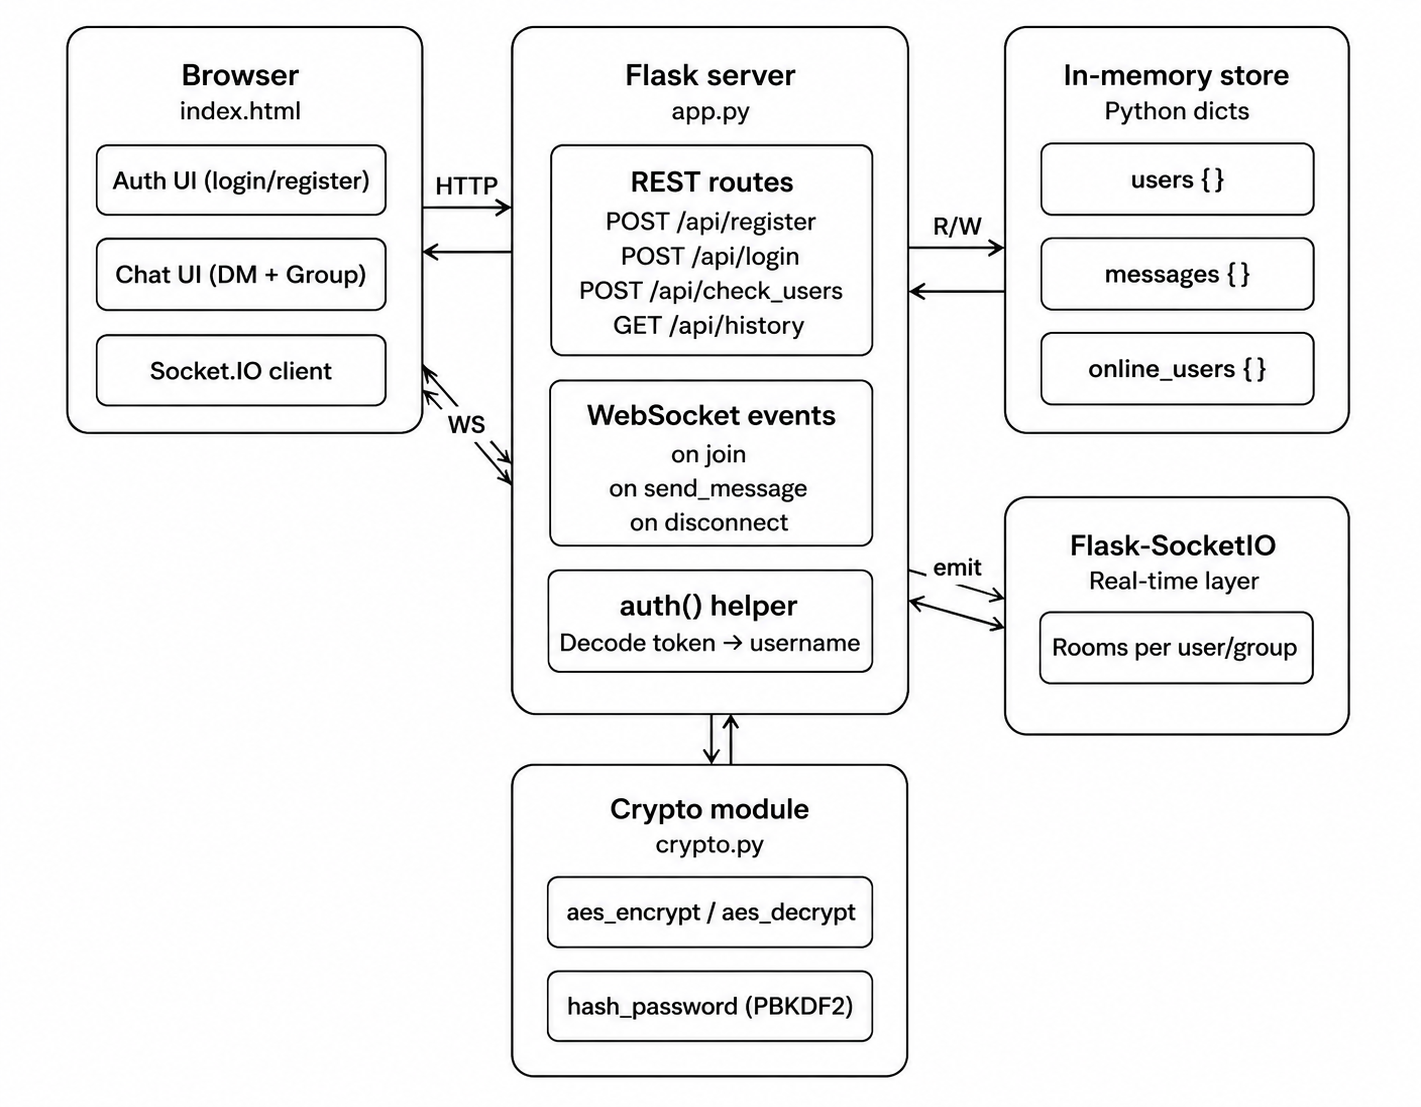 Browser
index.html
Auth UI (login/register)
Chat UI (DM + Group)
Socket.IO client
HTTP
WS
Flask server
app.py
REST routes
POST /api/register
POST /api/login
POST /api/check_users
GET /api/history
WebSocket events
on join
on send_message
on disconnect
auth() helper
Decode token → username
R/W
emit
In-memory store
Python dicts
users {}
messages {}
online_users {}
Flask-SocketIO
Real-time layer
Rooms per user/group
Crypto module
crypto.py
aes_encrypt / aes_decrypt
hash_password (PBKDF2)